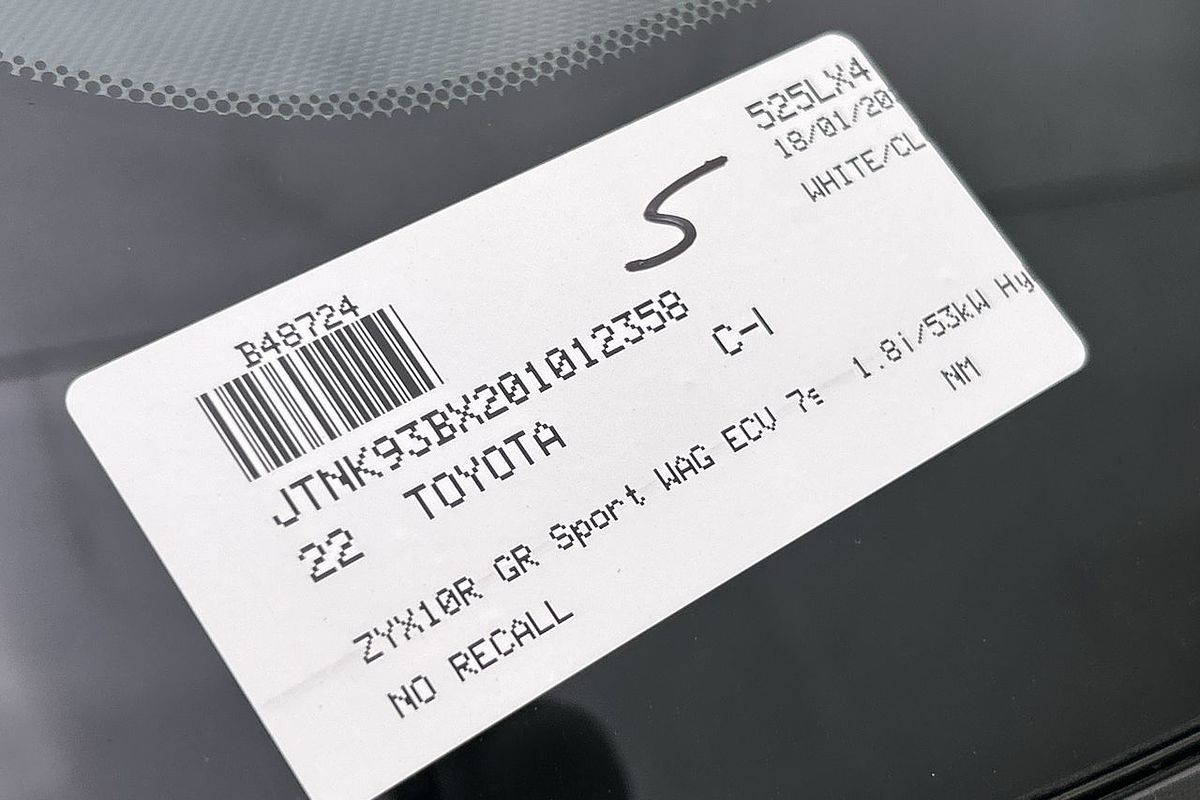 525LX4
18/01/20
WHITE/CL
S
B48724
JTNK93BX201012358
22 TOYOTA C-
ZYX10R GR Sport WAG ECV 7s 1.8i/53kW Hy
NO RECALL NM